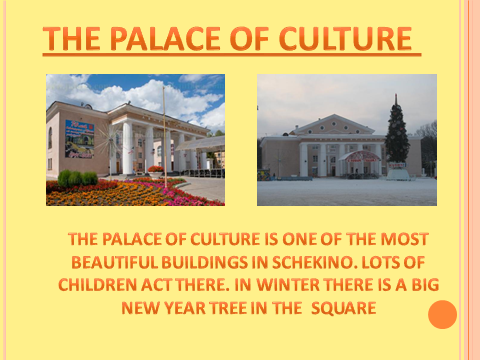 THE PALACE OF CULTURE
THE PALACE OF CULTURE IS ONE OF THE MOST
BEAUTIFUL BUILDINGS IN SCHEKINO. LOTS OF
CHILDREN ACT THERE. IN WINTER THERE IS A BIG
NEW YEAR TREE IN THE SQUARE